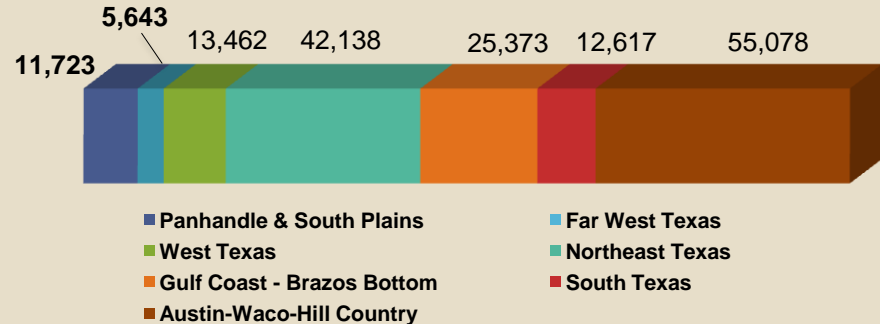 5,643
13,462 42,138 25,373 12,617 55,078
11,723
Panhandle & South Plains Far West Texas
West Texas Northeast Texas
Gulf Coast - Brazos Bottom South Texas
Austin-Waco-Hill Country